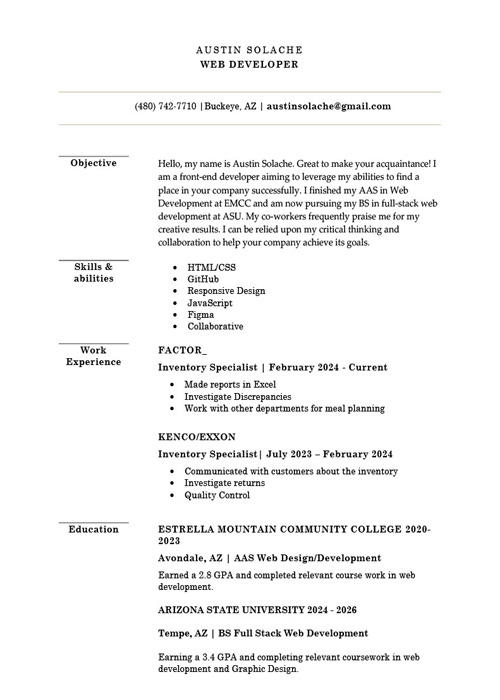 AUSTIN SOLACHE
WEB DEVELOPER
(480) 742-7710 |Buckeye, AZ | austinsolache@gmail.com
Objective
Hello, my name is Austin Solache. Great to make your acquaintance! I
am a front-end developer aiming to leverage my abilities to find a
place in your company successfully. I finished my AAS in Web
Development at EMCC and am now pursuing my BS in full-stack web
development at ASU. My co-workers frequently praise me for my
creative results. I can be relied upon my critical thinking and
collaboration to help your company achieve its goals.
Skills &
abilities
• HTML/CSS
• GitHub
• Responsive Design
• JavaScript
• Figma
• Collaborative
Work
Experience
FACTOR_
Inventory Specialist | February 2024 - Current
• Made reports in Excel
• Investigate Discrepancies
• Work with other departments for meal planning
KENCO/EXXON
Inventory Specialist| July 2023 – February 2024
• Communicated with customers about the inventory
• Investigate returns
• Quality Control
Education
ESTRELLA MOUNTAIN COMMUNITY COLLEGE 2020-
2023
Avondale, AZ | AAS Web Design/Development
Earned a 2.8 GPA and completed relevant course work in web
development.
ARIZONA STATE UNIVERSITY 2024 - 2026
Tempe, AZ | BS Full Stack Web Development
Earning a 3.4 GPA and completing relevant coursework in web
development and Graphic Design.